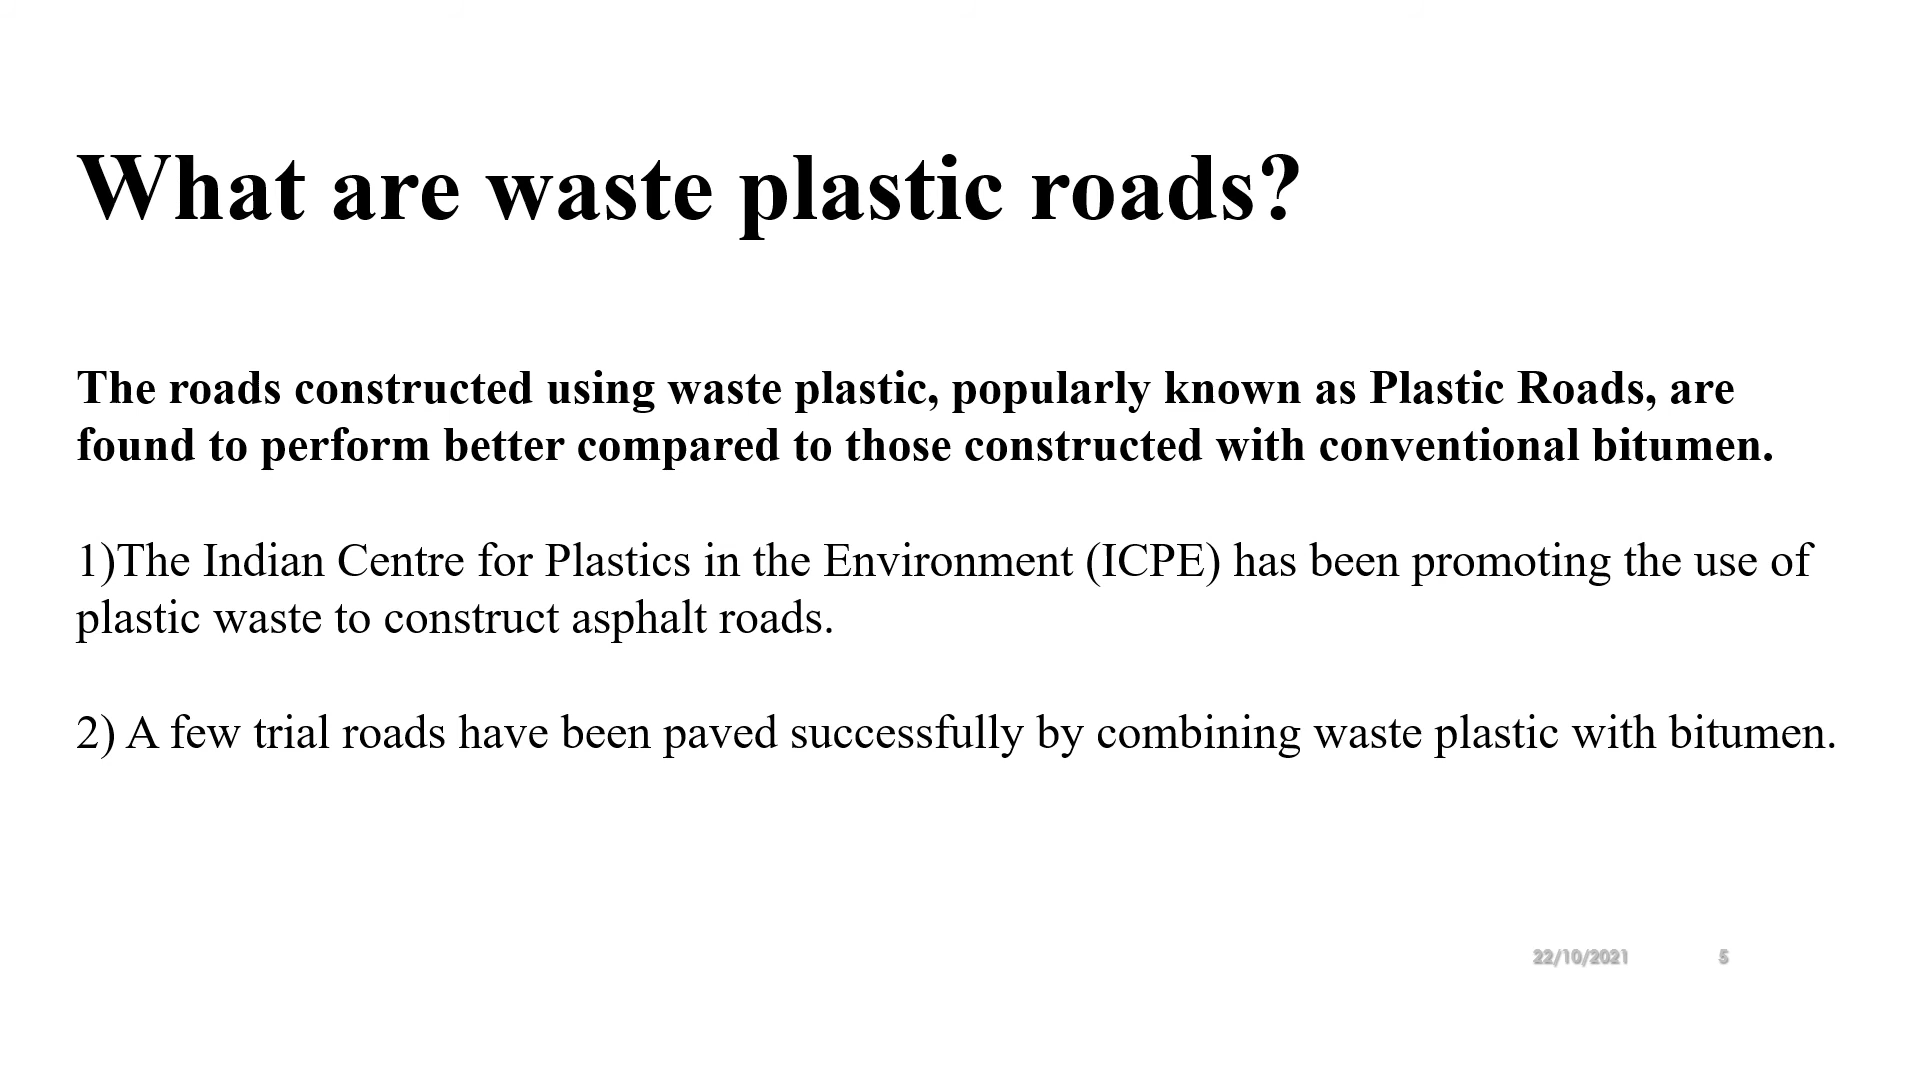 What are waste plastic roads?
The roads constructed using waste plastic, popularly known as Plastic Roads, are
found to perform better compared to those constructed with conventional bitumen.
1)The Indian Centre for Plastics in the Environment (ICPE) has been promoting the use of
plastic waste to construct asphalt roads.
2) A few trial roads have been paved successfully by combining waste plastic with bitumen.
22/10/2021 5